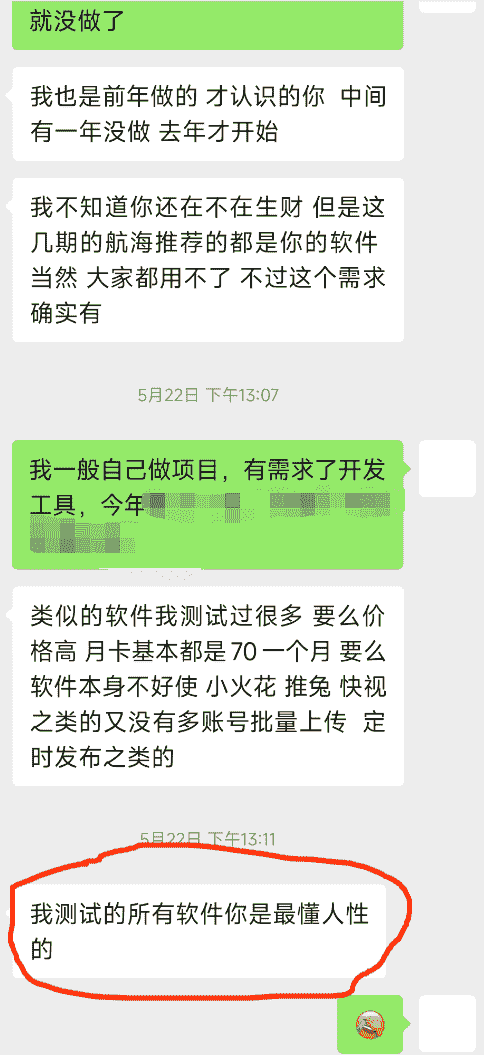 就没做了
我也是前年做的 才认识的你 中间
有一年没做 去年才开始
我不知道你还在不在生财 但是这
几期的航海推荐的都是你的软件
当然 大家都用不了 不过这个需求
确实有
5月22日 下午13:07
我一般自己做项目，有需求了开发
工具，今年
类似的软件我测试过很多 要么价
格高 月卡基本都是70一个月 要么
软件本身不好使 小火花 推兔 快视
之类的又没有多账号批量上传 定
时发布之类的
5月22日 下午13:11
我测试的所有软件你是最懂人性
的